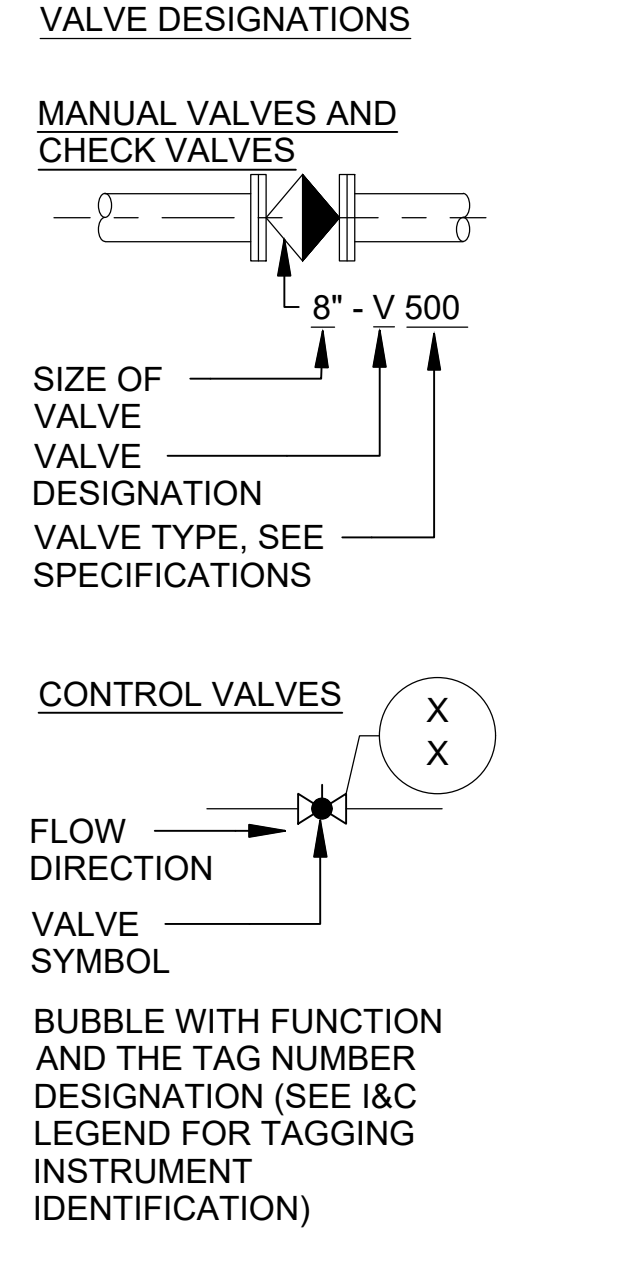 VALVE DESIGNATIONS
MANUAL VALVES AND
CHECK VALVES
8" - V 500
SIZE OF
VALVE
VALVE
DESIGNATION
VALVE TYPE, SEE
SPECIFICATIONS
CONTROL VALVES
X
X
FLOW
DIRECTION
VALVE
SYMBOL
BUBBLE WITH FUNCTION
AND THE TAG NUMBER
DESIGNATION (SEE I&C
LEGEND FOR TAGGING
INSTRUMENT
IDENTIFICATION)